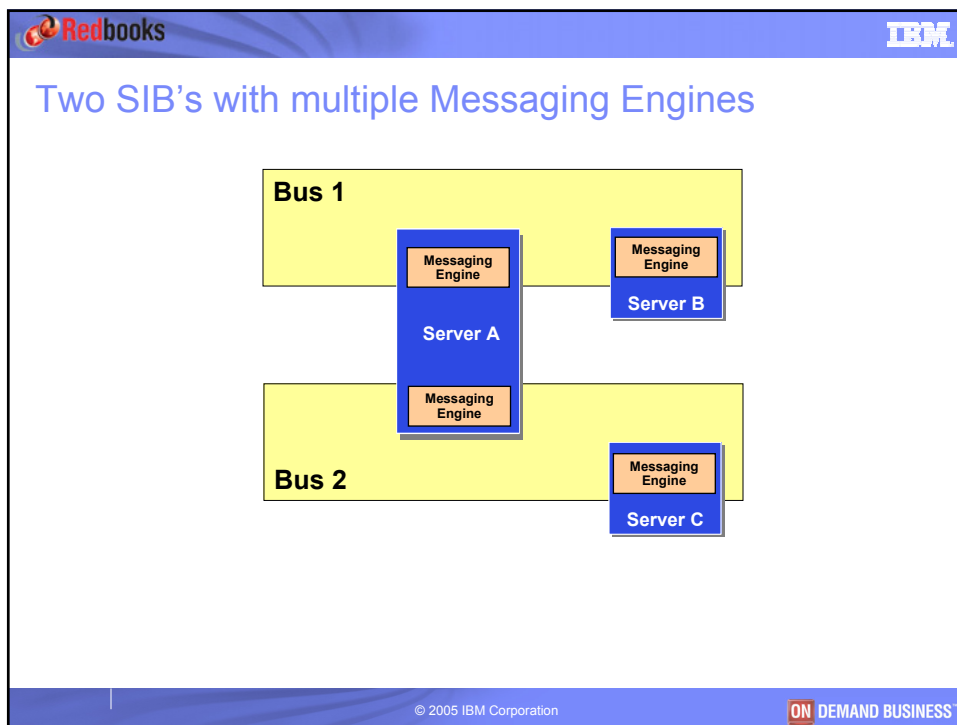 Redbooks
IBM
Two SIB's with multiple Messaging Engines
Bus 1
Messaging
Engine
Server A
Messaging
Engine
Messaging
Engine
Server B
Bus 2
Messaging
Engine
Server C
© 2005 IBM Corporation
ON DEMAND BUSINESS™